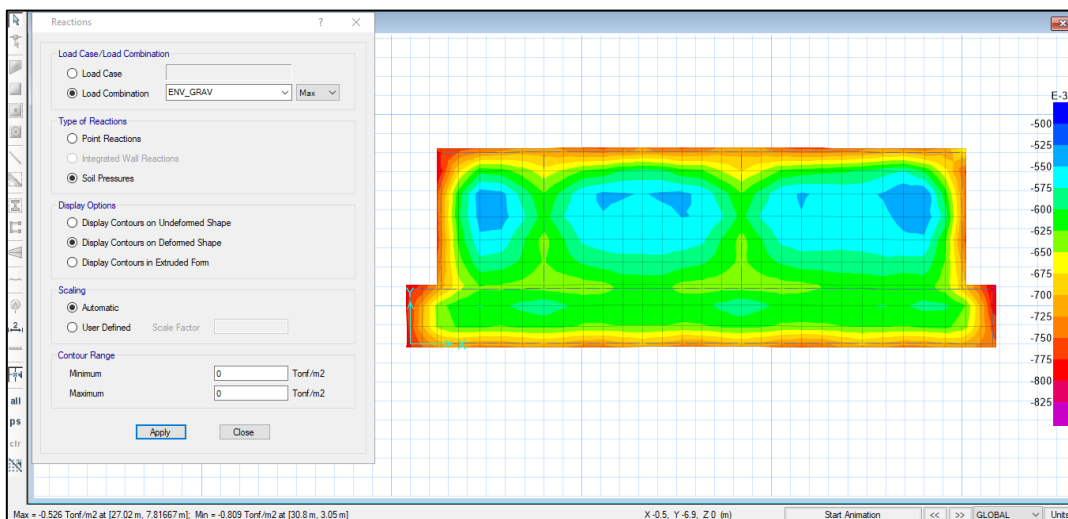 Reactions ? ×
Load Case/Load Combination
Load Case
Load Combination ENV_GRAV Max
Type of Reactions
Point Reactions
Integrated Wall Reactions
Soil Pressures
Display Options
Display Contours on Undeformed Shape
Display Contours on Deformed Shape
Display Contours in Extruded Form
Scaling
Automatic
User Defined Scale Factor
Contour Range
Minimum 0 Tonf/m2
Maximum 0 Tonf/m2
Apply Close
all
ps
clr
Y
X
E-3
-500
-525
-550
-575
-600
-625
-650
-675
-700
-725
-750
-775
-800
-825
Max = -0.526 Tonf/m2 at [27.02 m, 7.81667 m]; Min = -0.809 Tonf/m2 at [30.8 m, 3.05 m] X -0.5, Y -6.9, Z 0 (m) Start Animation << >> GLOBAL Units